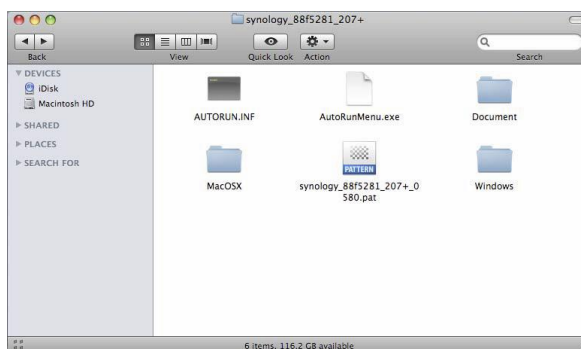 synology_88f5281_207+
Back
View
Quick Look
Action
Search
DEVICES
iDisk
Macintosh HD
SHARED
PLACES
SEARCH FOR
AUTORUN.INF
AutoRunMenu.exe
Document
MacOSX
PATTERN
synology_88f5281_207+_0
580.pat
Windows
6 items, 116.2 GB available